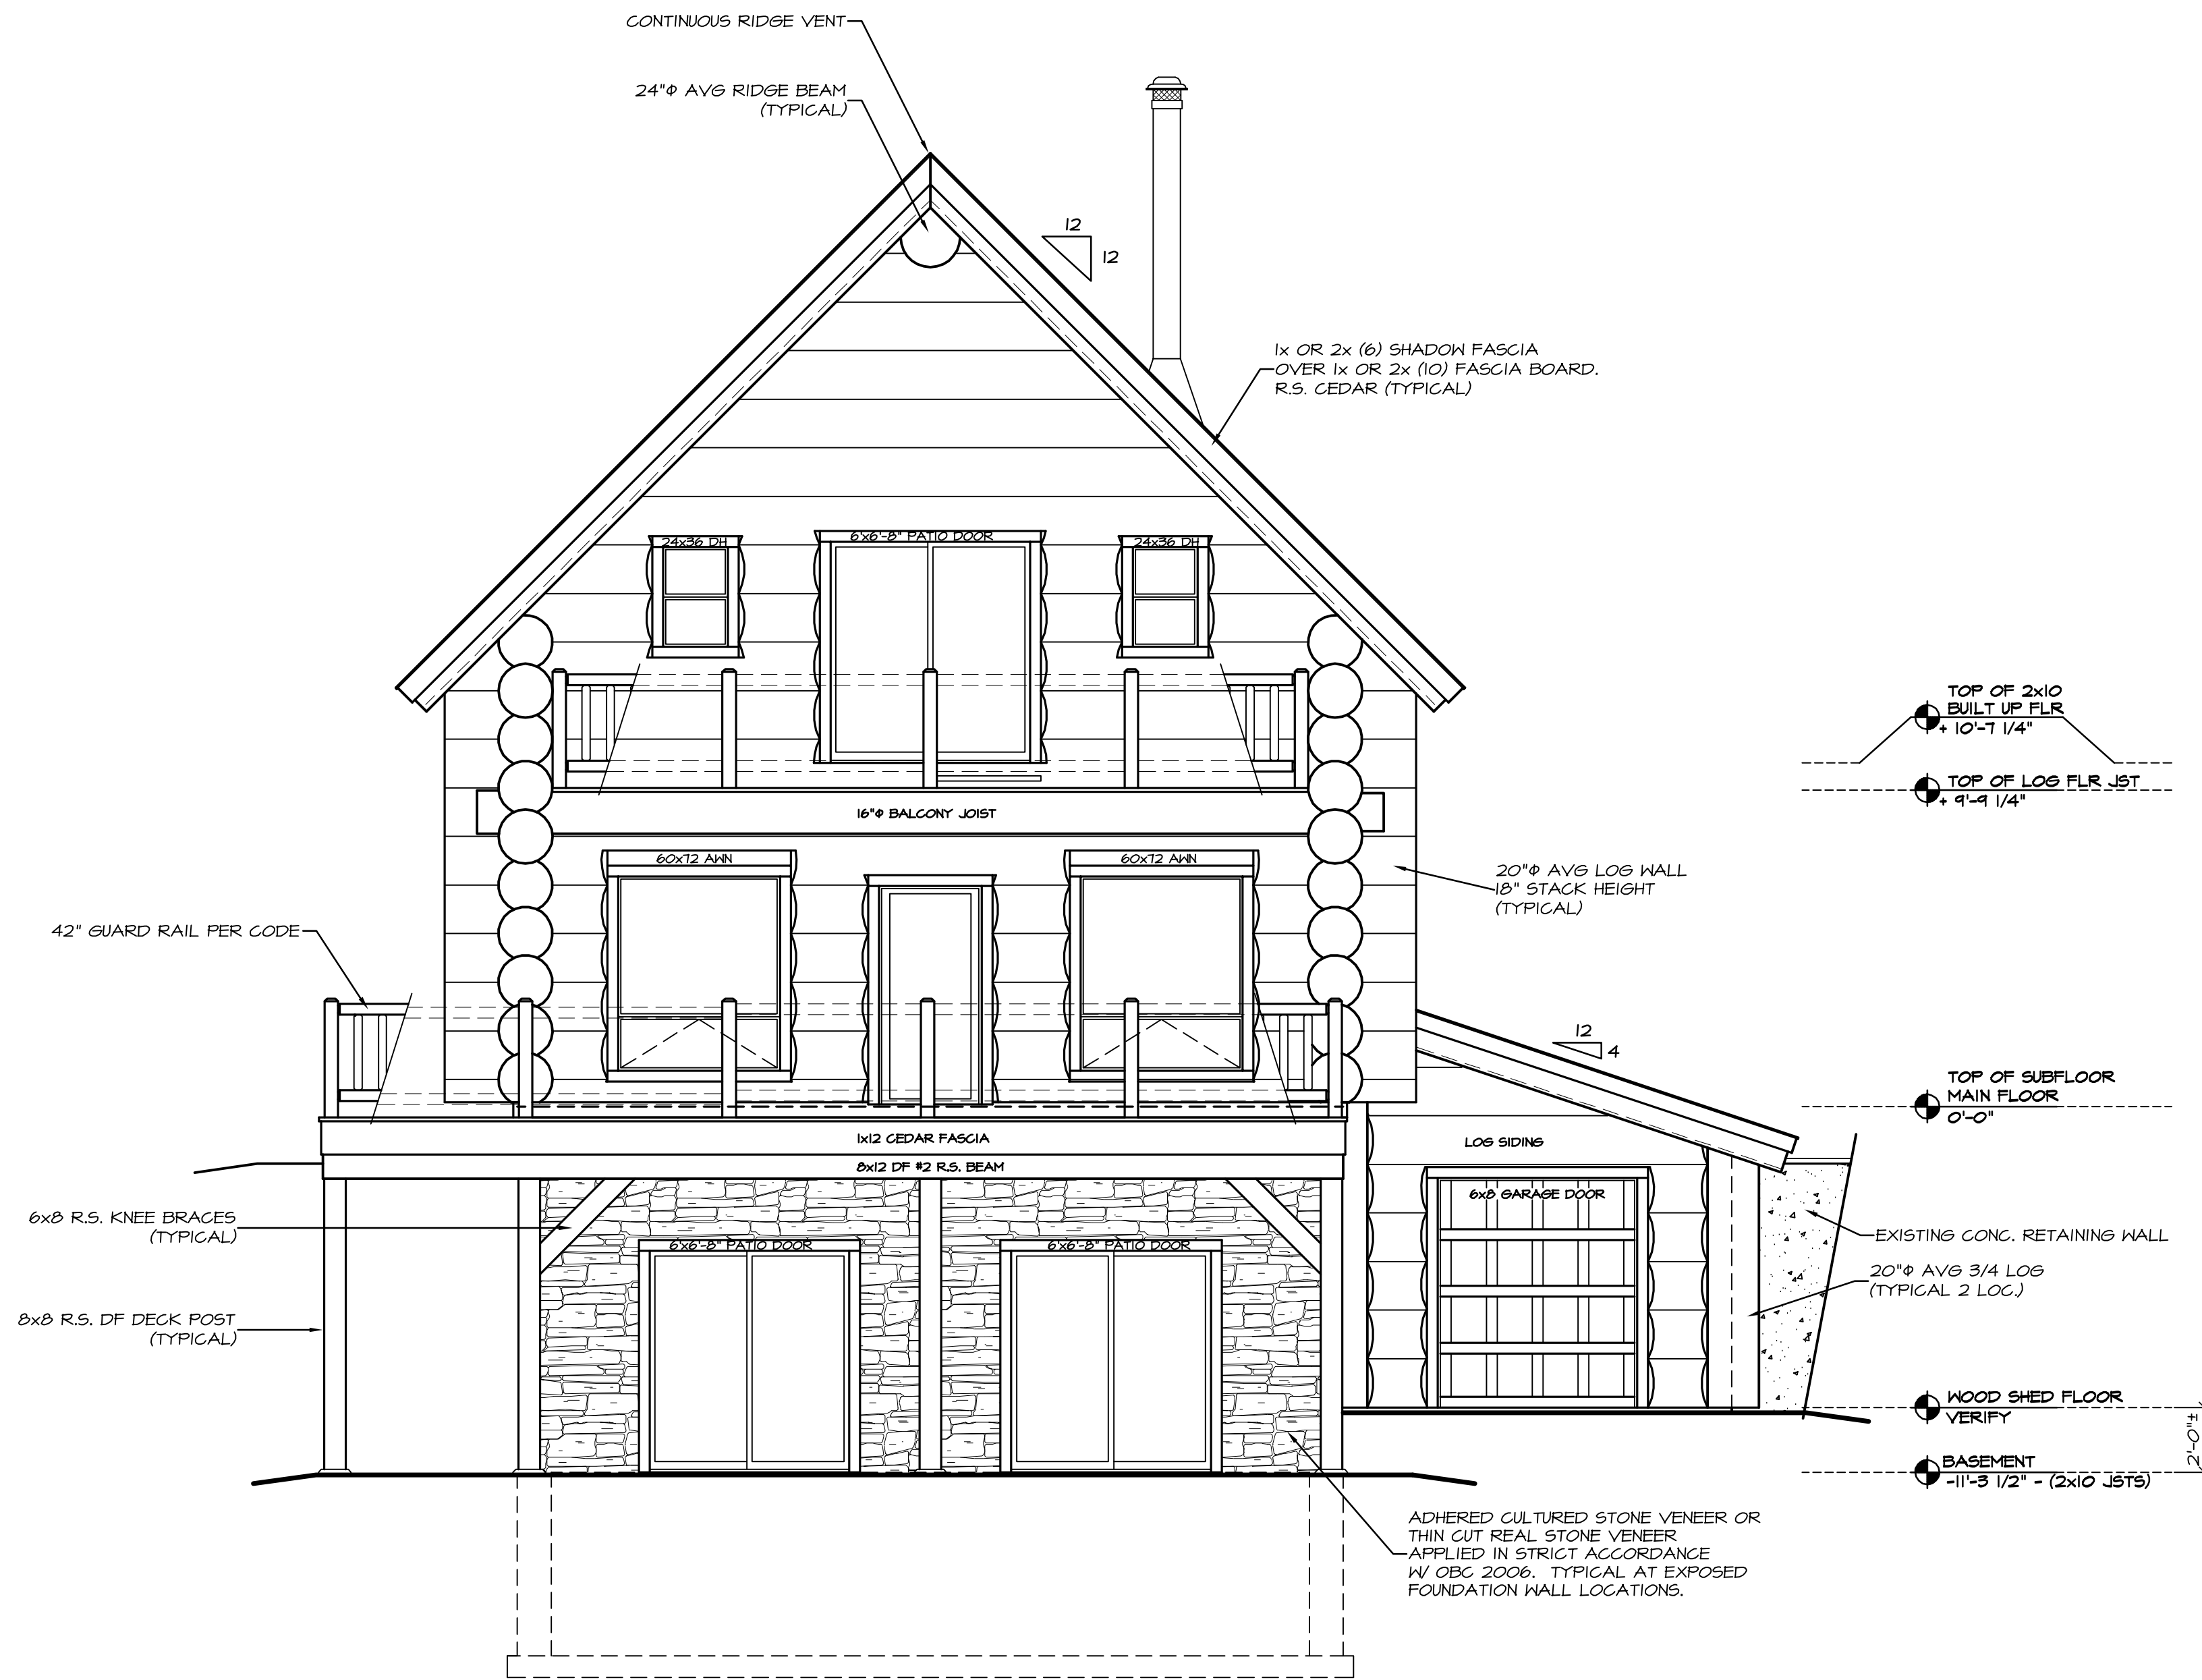 CONTINUOUS RIDGE VENT
24"Φ AVG RIDGE BEAM
(TYPICAL)
12
12
1x OR 2x (6) SHADOW FASCIA
OVER 1x OR 2x (10) FASCIA BOARD.
R.S. CEDAR (TYPICAL)
24x36 DH
6'x6'-8" PATIO DOOR
24x36 DH
TOP OF 2x10
BUILT UP FLR
+ 10'-7 1/4"
TOP OF LOG FLR JST
+ 9'-9 1/4"
16"Φ BALCONY JOIST
60x72 AWN
60x72 AWN
20"Φ AVG LOG WALL
18" STACK HEIGHT
(TYPICAL)
42" GUARD RAIL PER CODE
12
4
TOP OF SUBFLOOR
MAIN FLOOR
0'-0"
1x12 CEDAR FASCIA
LOG SIDING
8x12 DF #2 R.S. BEAM
6x8 GARAGE DOOR
6x8 R.S. KNEE BRACES
(TYPICAL)
6'x6'-8" PATIO DOOR
6'x6'-8" PATIO DOOR
EXISTING CONC. RETAINING WALL
20"Φ AVG 3/4 LOG
(TYPICAL 2 LOC.)
8x8 R.S. DF DECK POST
(TYPICAL)
WOOD SHED FLOOR
VERIFY
2'-0"±
BASEMENT
-11'-3 1/2" - (2x10 JSTS)
ADHERED CULTURED STONE VENEER OR
THIN CUT REAL STONE VENEER
APPLIED IN STRICT ACCORDANCE
W/ OBC 2006. TYPICAL AT EXPOSED
FOUNDATION WALL LOCATIONS.